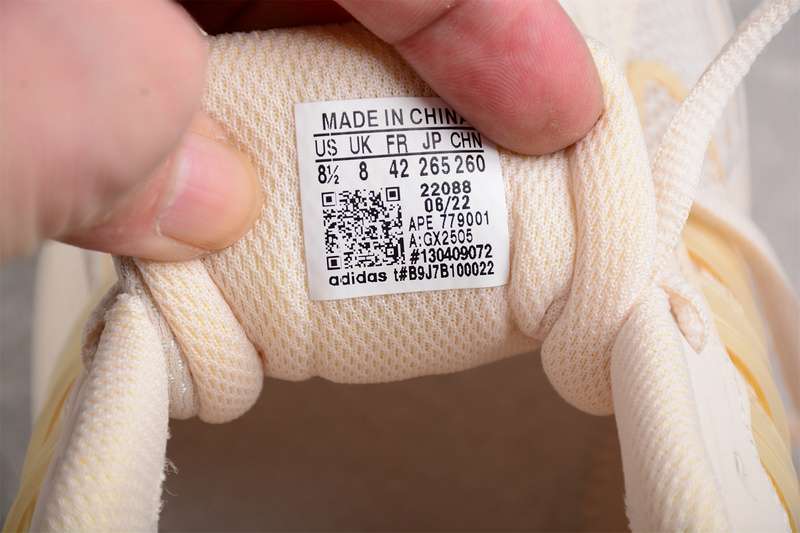 MADE IN CHINA
US UK FR JP CHN
8½ 8 42 265 260
22088
06/22
APE 779001
A:GX2505
#130409072
adidas t#B9J7B100022